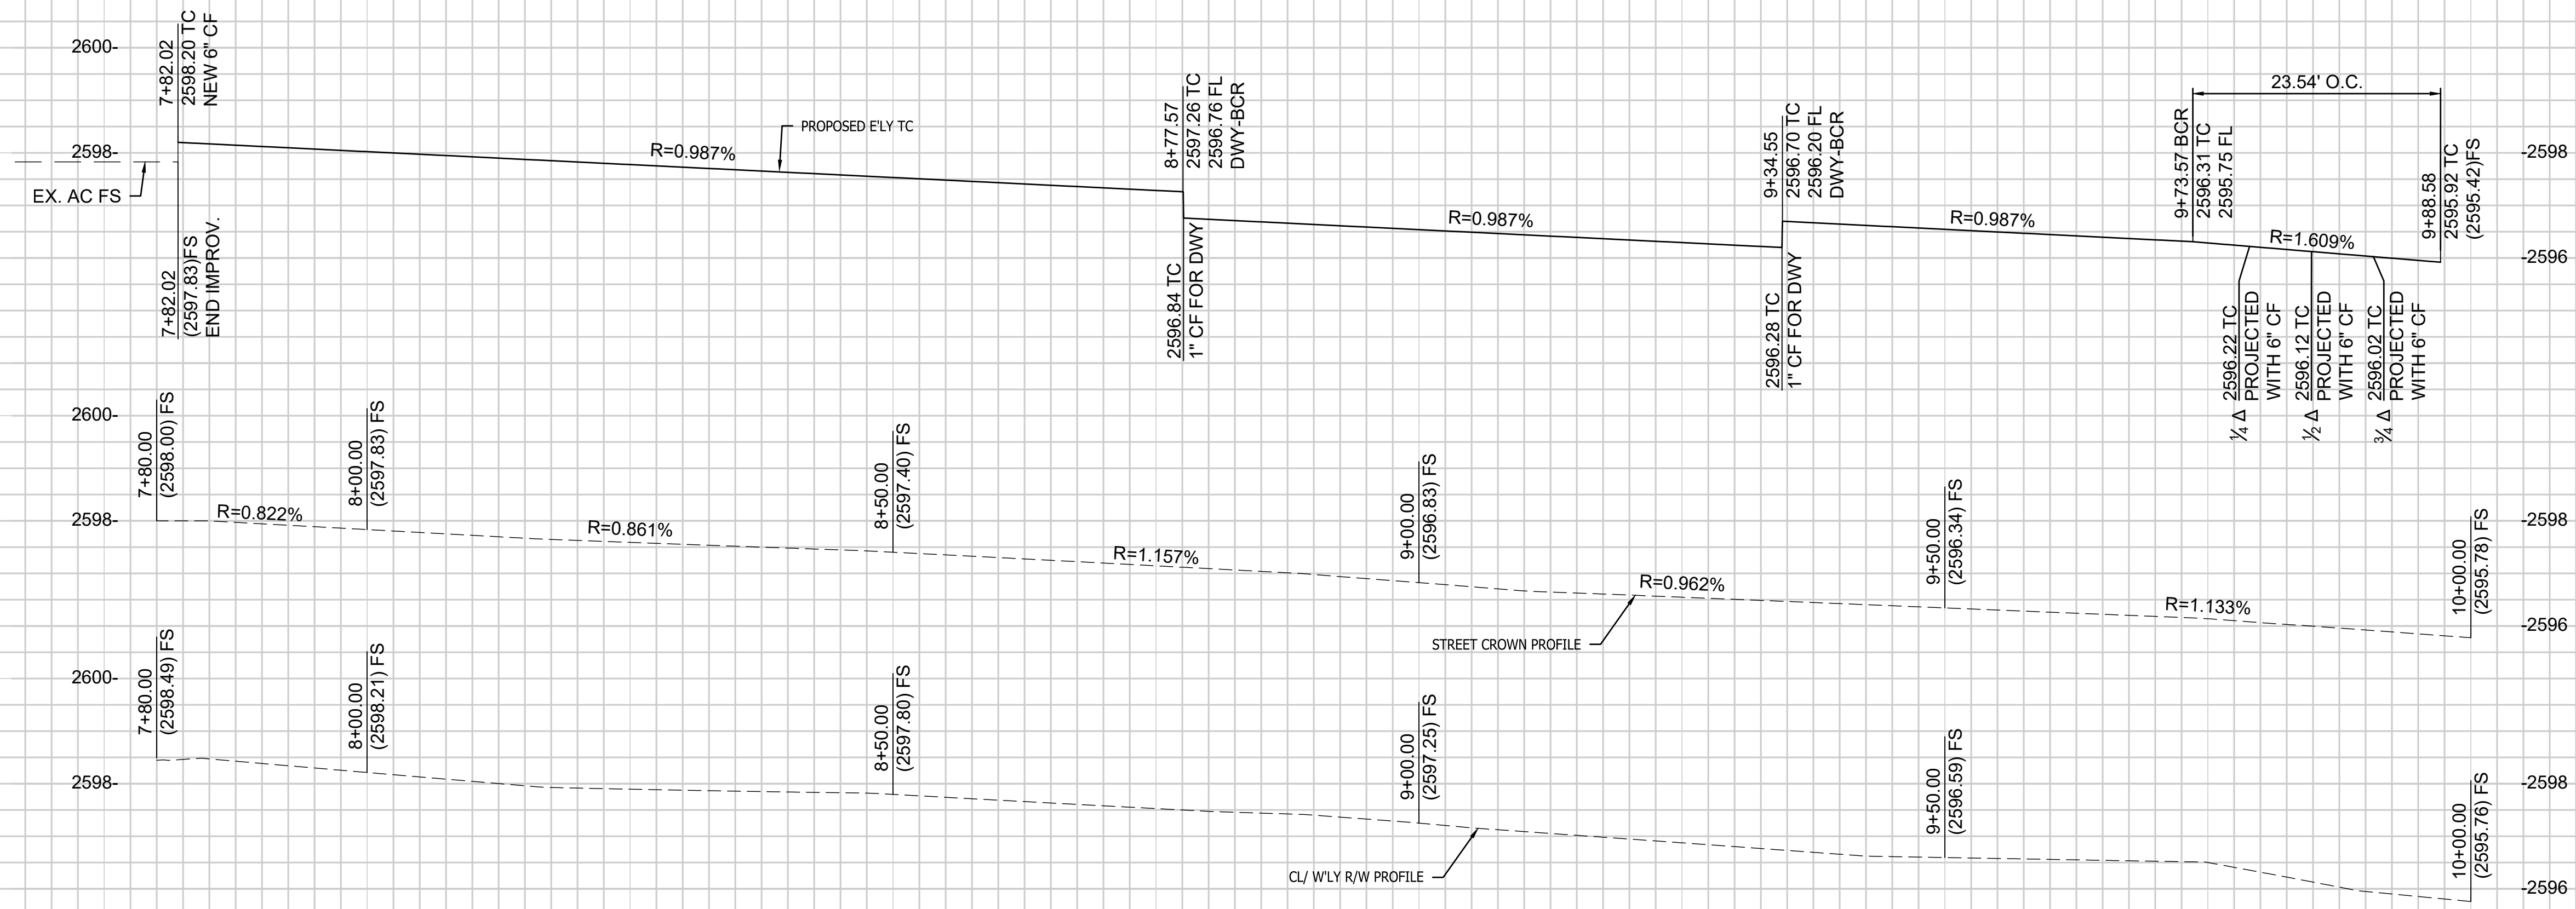 2600-
2598-
EX. AC FS
7+82.02
2598.20 TC
NEW 6" CF
7+82.02
(2597.83)FS
END IMPROV.
R=0.987%
PROPOSED E'LY TC
8+77.57
2597.26 TC
2596.76 FL
DWY-BCR
2596.84 TC
1" CF FOR DWY
R=0.987%
9+34.55
2596.70 TC
2596.20 FL
DWY-BCR
2596.28 TC
1" CF FOR DWY
R=0.987%
9+73.57 BCR
2596.31 TC
2595.75 FL
23.54' O.C.
R=1.609%
9+88.58
2595.92 TC
(2595.42)FS
¼ Δ 2596.22 TC
PROJECTED
WITH 6" CF
½ Δ 2596.12 TC
PROJECTED
WITH 6" CF
¾ Δ 2596.02 TC
PROJECTED
WITH 6" CF
-2598
-2596
2600-
2598-
7+80.00
(2598.00) FS
R=0.822%
8+00.00
(2597.83) FS
R=0.861%
8+50.00
(2597.40) FS
R=1.157%
9+00.00
(2596.83) FS
R=0.962%
STREET CROWN PROFILE
9+50.00
(2596.34) FS
R=1.133%
10+00.00
(2595.78) FS
-2598
-2596
2600-
2598-
7+80.00
(2598.49) FS
8+00.00
(2598.21) FS
8+50.00
(2597.80) FS
9+00.00
(2597.25) FS
CL/ W'LY R/W PROFILE
9+50.00
(2596.59) FS
10+00.00
(2595.76) FS
-2598
-2596